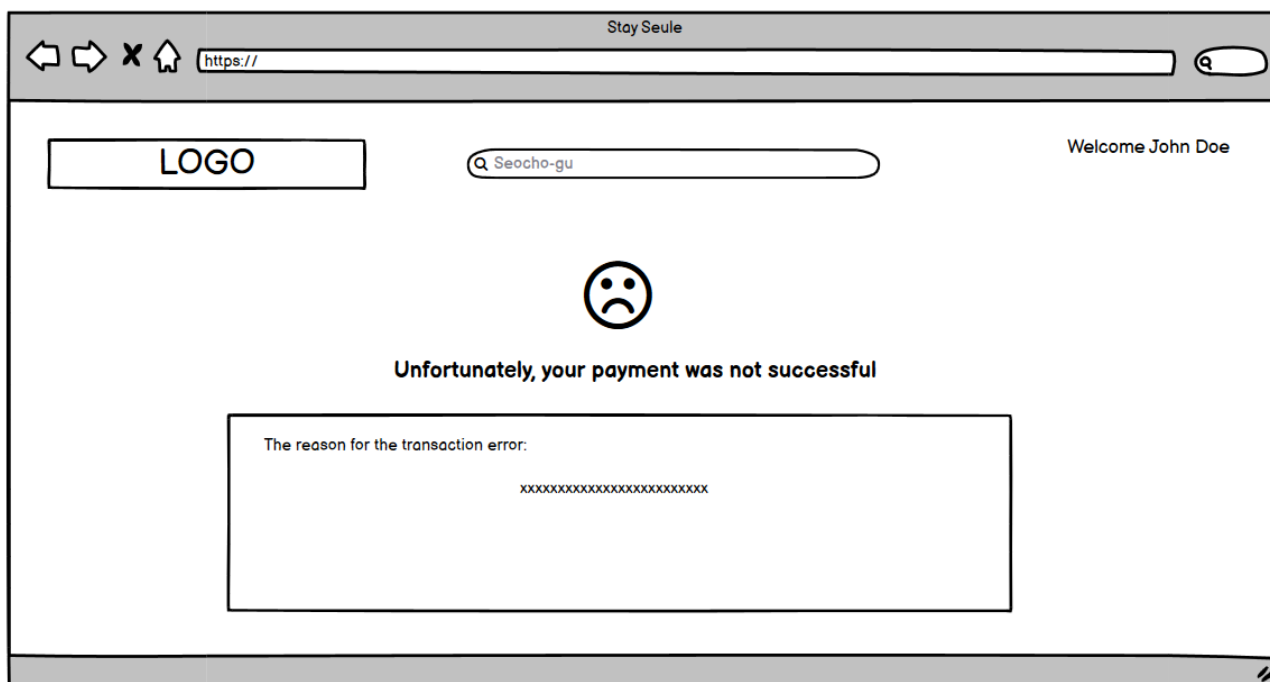 Stay Seule
https://
LOGO
Seocho-gu
Welcome John Doe
Unfortunately, your payment was not successful
The reason for the transaction error:
xxxxxxxxxxxxxxxxxxxxxxxxx